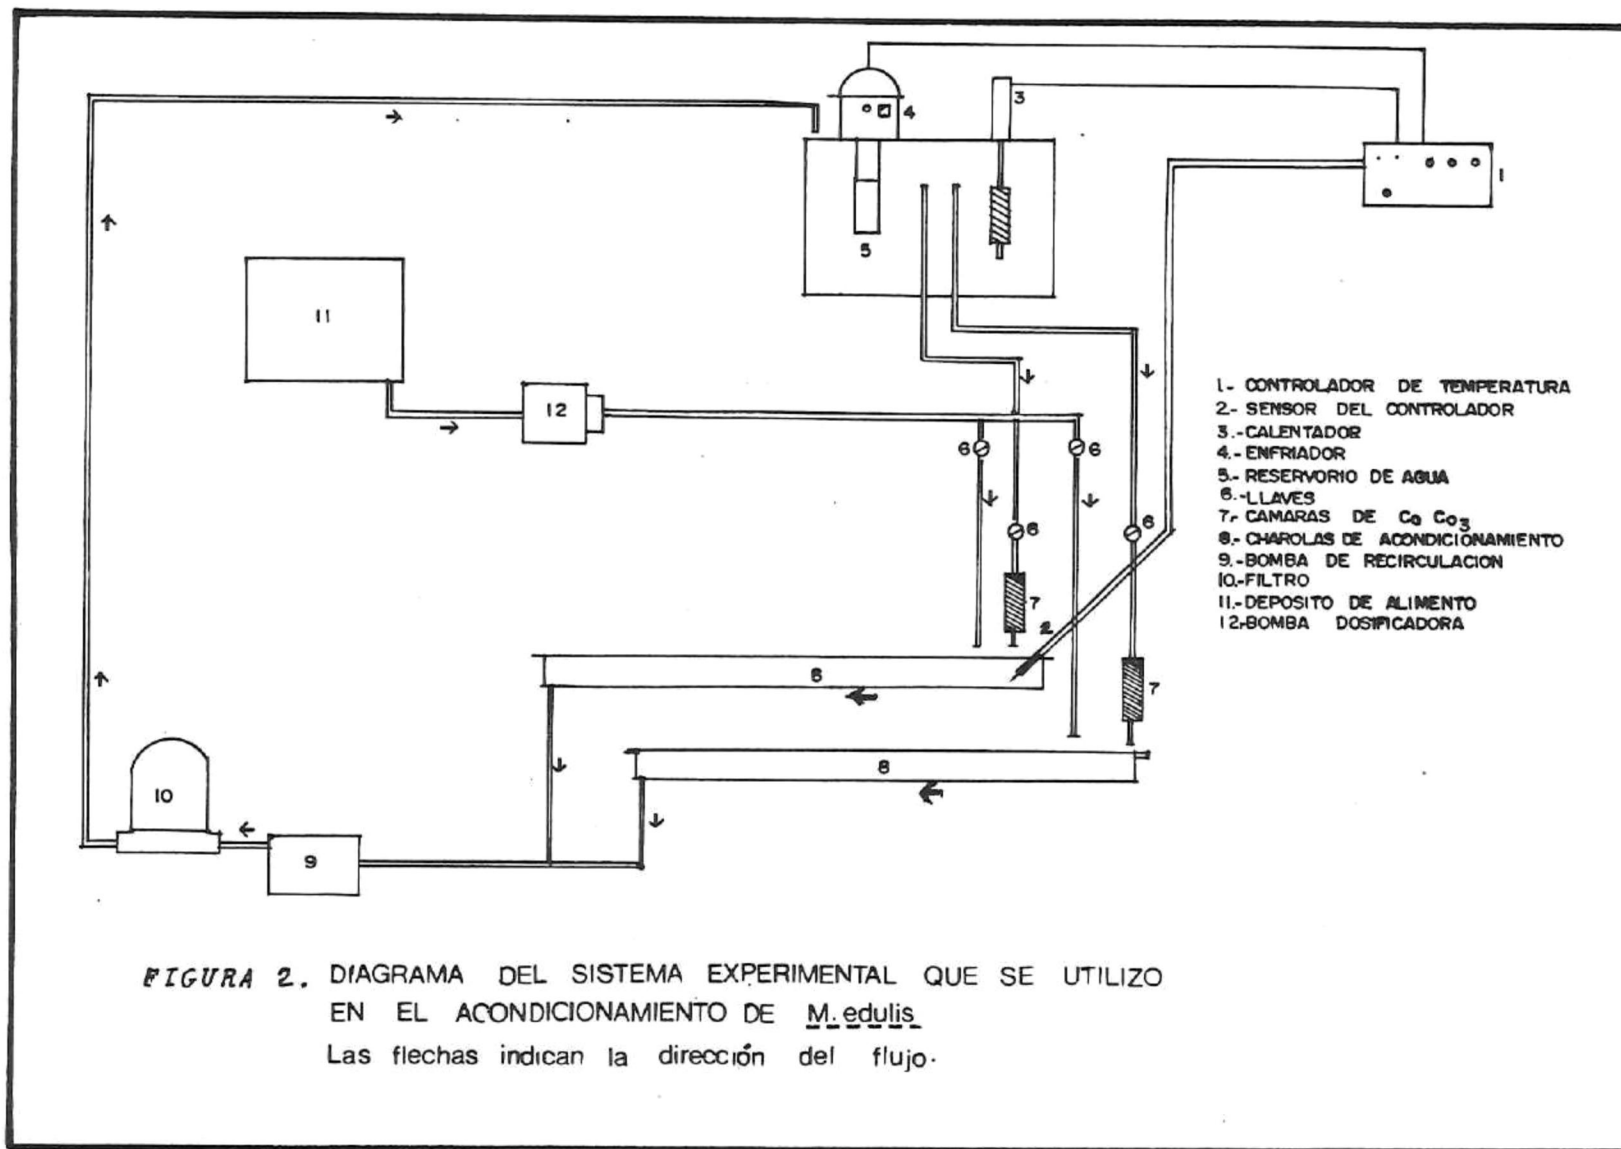 4
3
1
5
11
12
6
6
6
6
7
2
7
8
8
10
9
1.- CONTROLADOR DE TEMPERATURA
2.- SENSOR DEL CONTROLADOR
3.-CALENTADOR
4.-ENFRIADOR
5.-RESERVORIO DE AGUA
6.-LLAVES
7.- CAMARAS DE Ca Co3
8.- CHAROLAS DE ACONDICIONAMIENTO
9.-BOMBA DE RECIRCULACION
10.-FILTRO
11.-DEPOSITO DE ALIMENTO
12.-BOMBA DOSIFICADORA
FIGURA 2. DIAGRAMA DEL SISTEMA EXPERIMENTAL QUE SE UTILIZO
EN EL ACONDICIONAMIENTO DE M. edulis
Las flechas indican la dirección del flujo.